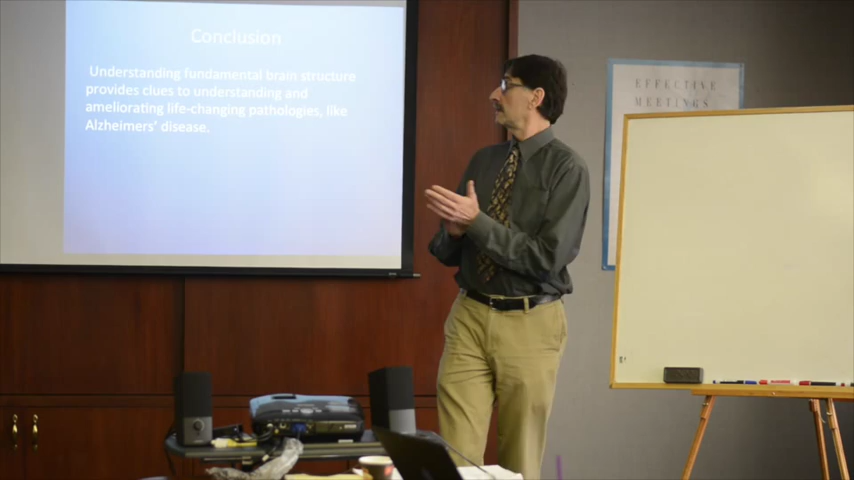 Conclusion
Understanding fundamental brain structure
provides clues to understanding and
ameliorating life-changing pathologies, like
Alzheimers' disease.
EFFECTIVE
MEETINGS